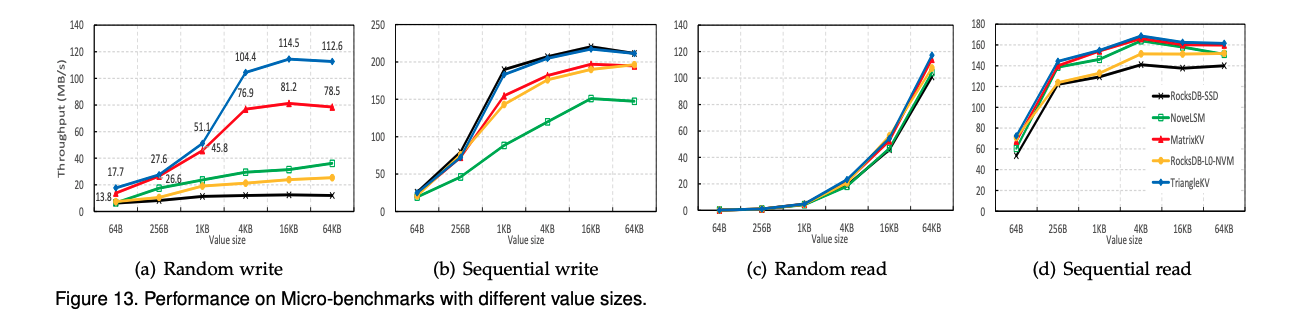 140
120
100
80
60
40
20
0
Throughput (MB/s)
17.7
13.8
27.6
26.6
51.1
45.8
104.4
76.9
114.5
81.2
112.6
78.5
64B 256B 1KB 4KB 16KB 64KB
Value size
(a) Random write
250
200
150
100
50
0
64B 256B 1KB 4KB 16KB 64KB
Value size
(b) Sequential write
140
120
100
80
60
40
20
0
64B 256B 1KB 4KB 16KB 64KB
Value size
(c) Random read
180
160
140
120
100
80
60
40
20
0
RocksDB-SSD
NoveLSM
MatrixKV
RocksDB-L0-NVM
TriangleKV
64B 256B 1KB 4KB 16KB 64KB
Value size
(d) Sequential read
Figure 13. Performance on Micro-benchmarks with different value sizes.